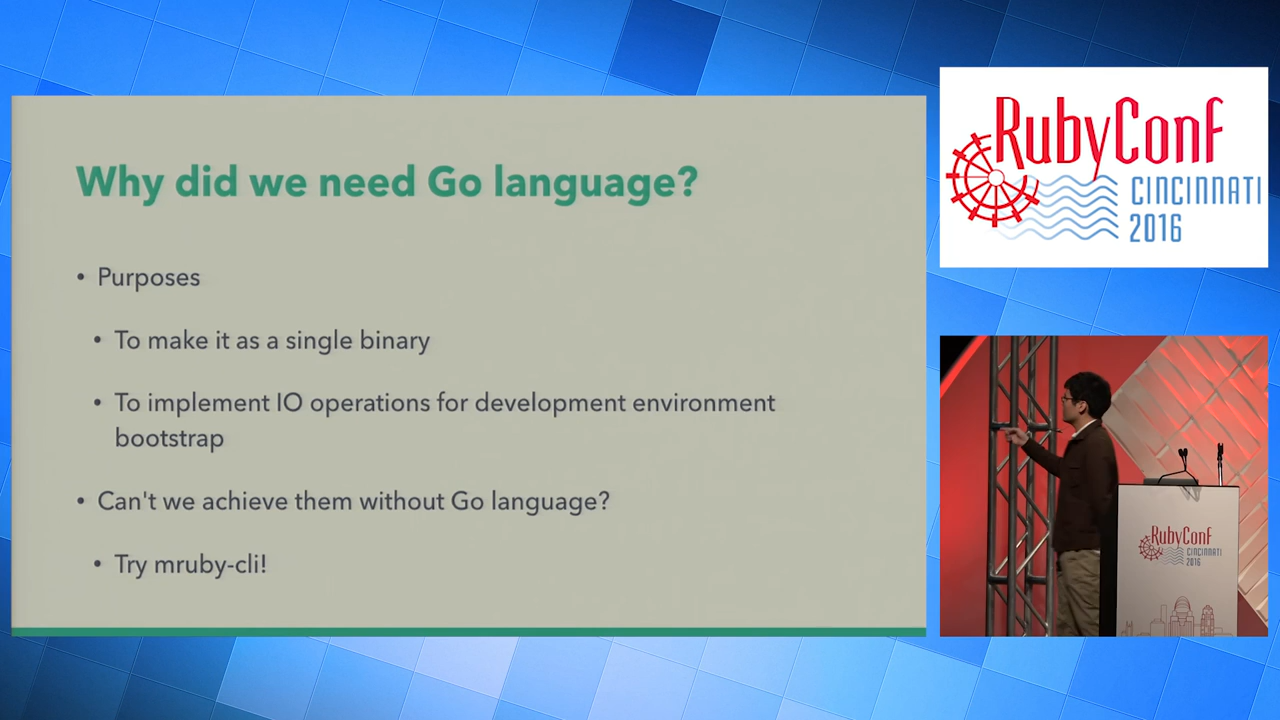 Why did we need Go language?
• Purposes
• To make it as a single binary
• To implement IO operations for development environment
bootstrap
• Can't we achieve them without Go language?
• Try mruby-cli!
RubyConf
CINCINNATI
2016
RubyConf
CINCINNATI
2016